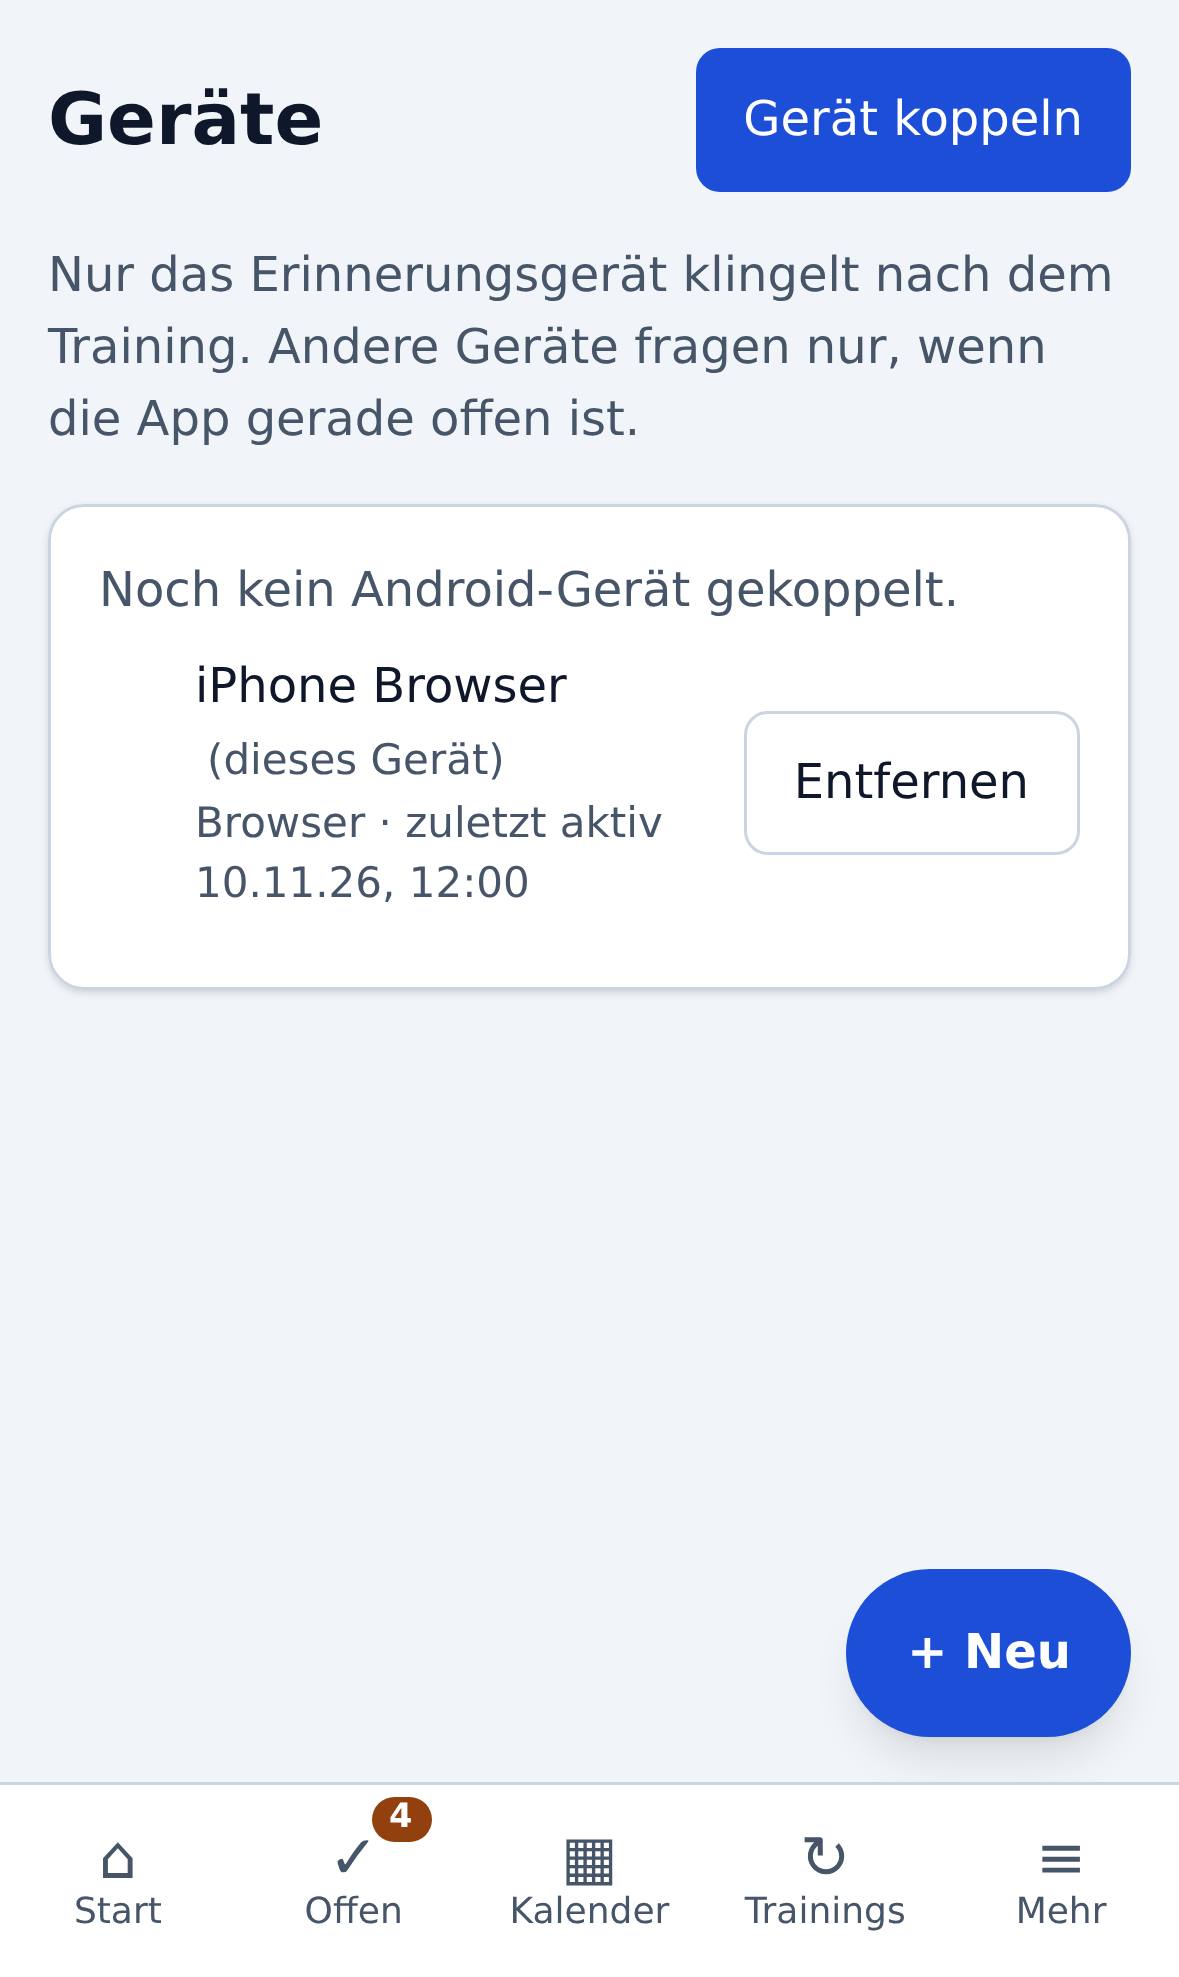 Geräte
Gerät koppeln
Nur das Erinnerungsgerät klingelt nach dem
Training. Andere Geräte fragen nur, wenn
die App gerade offen ist.
Noch kein Android-Gerät gekoppelt.
iPhone Browser
(dieses Gerät)
Browser · zuletzt aktiv
10.11.26, 12:00
Entfernen
+ Neu
4
Start
Offen
Kalender
Trainings
Mehr